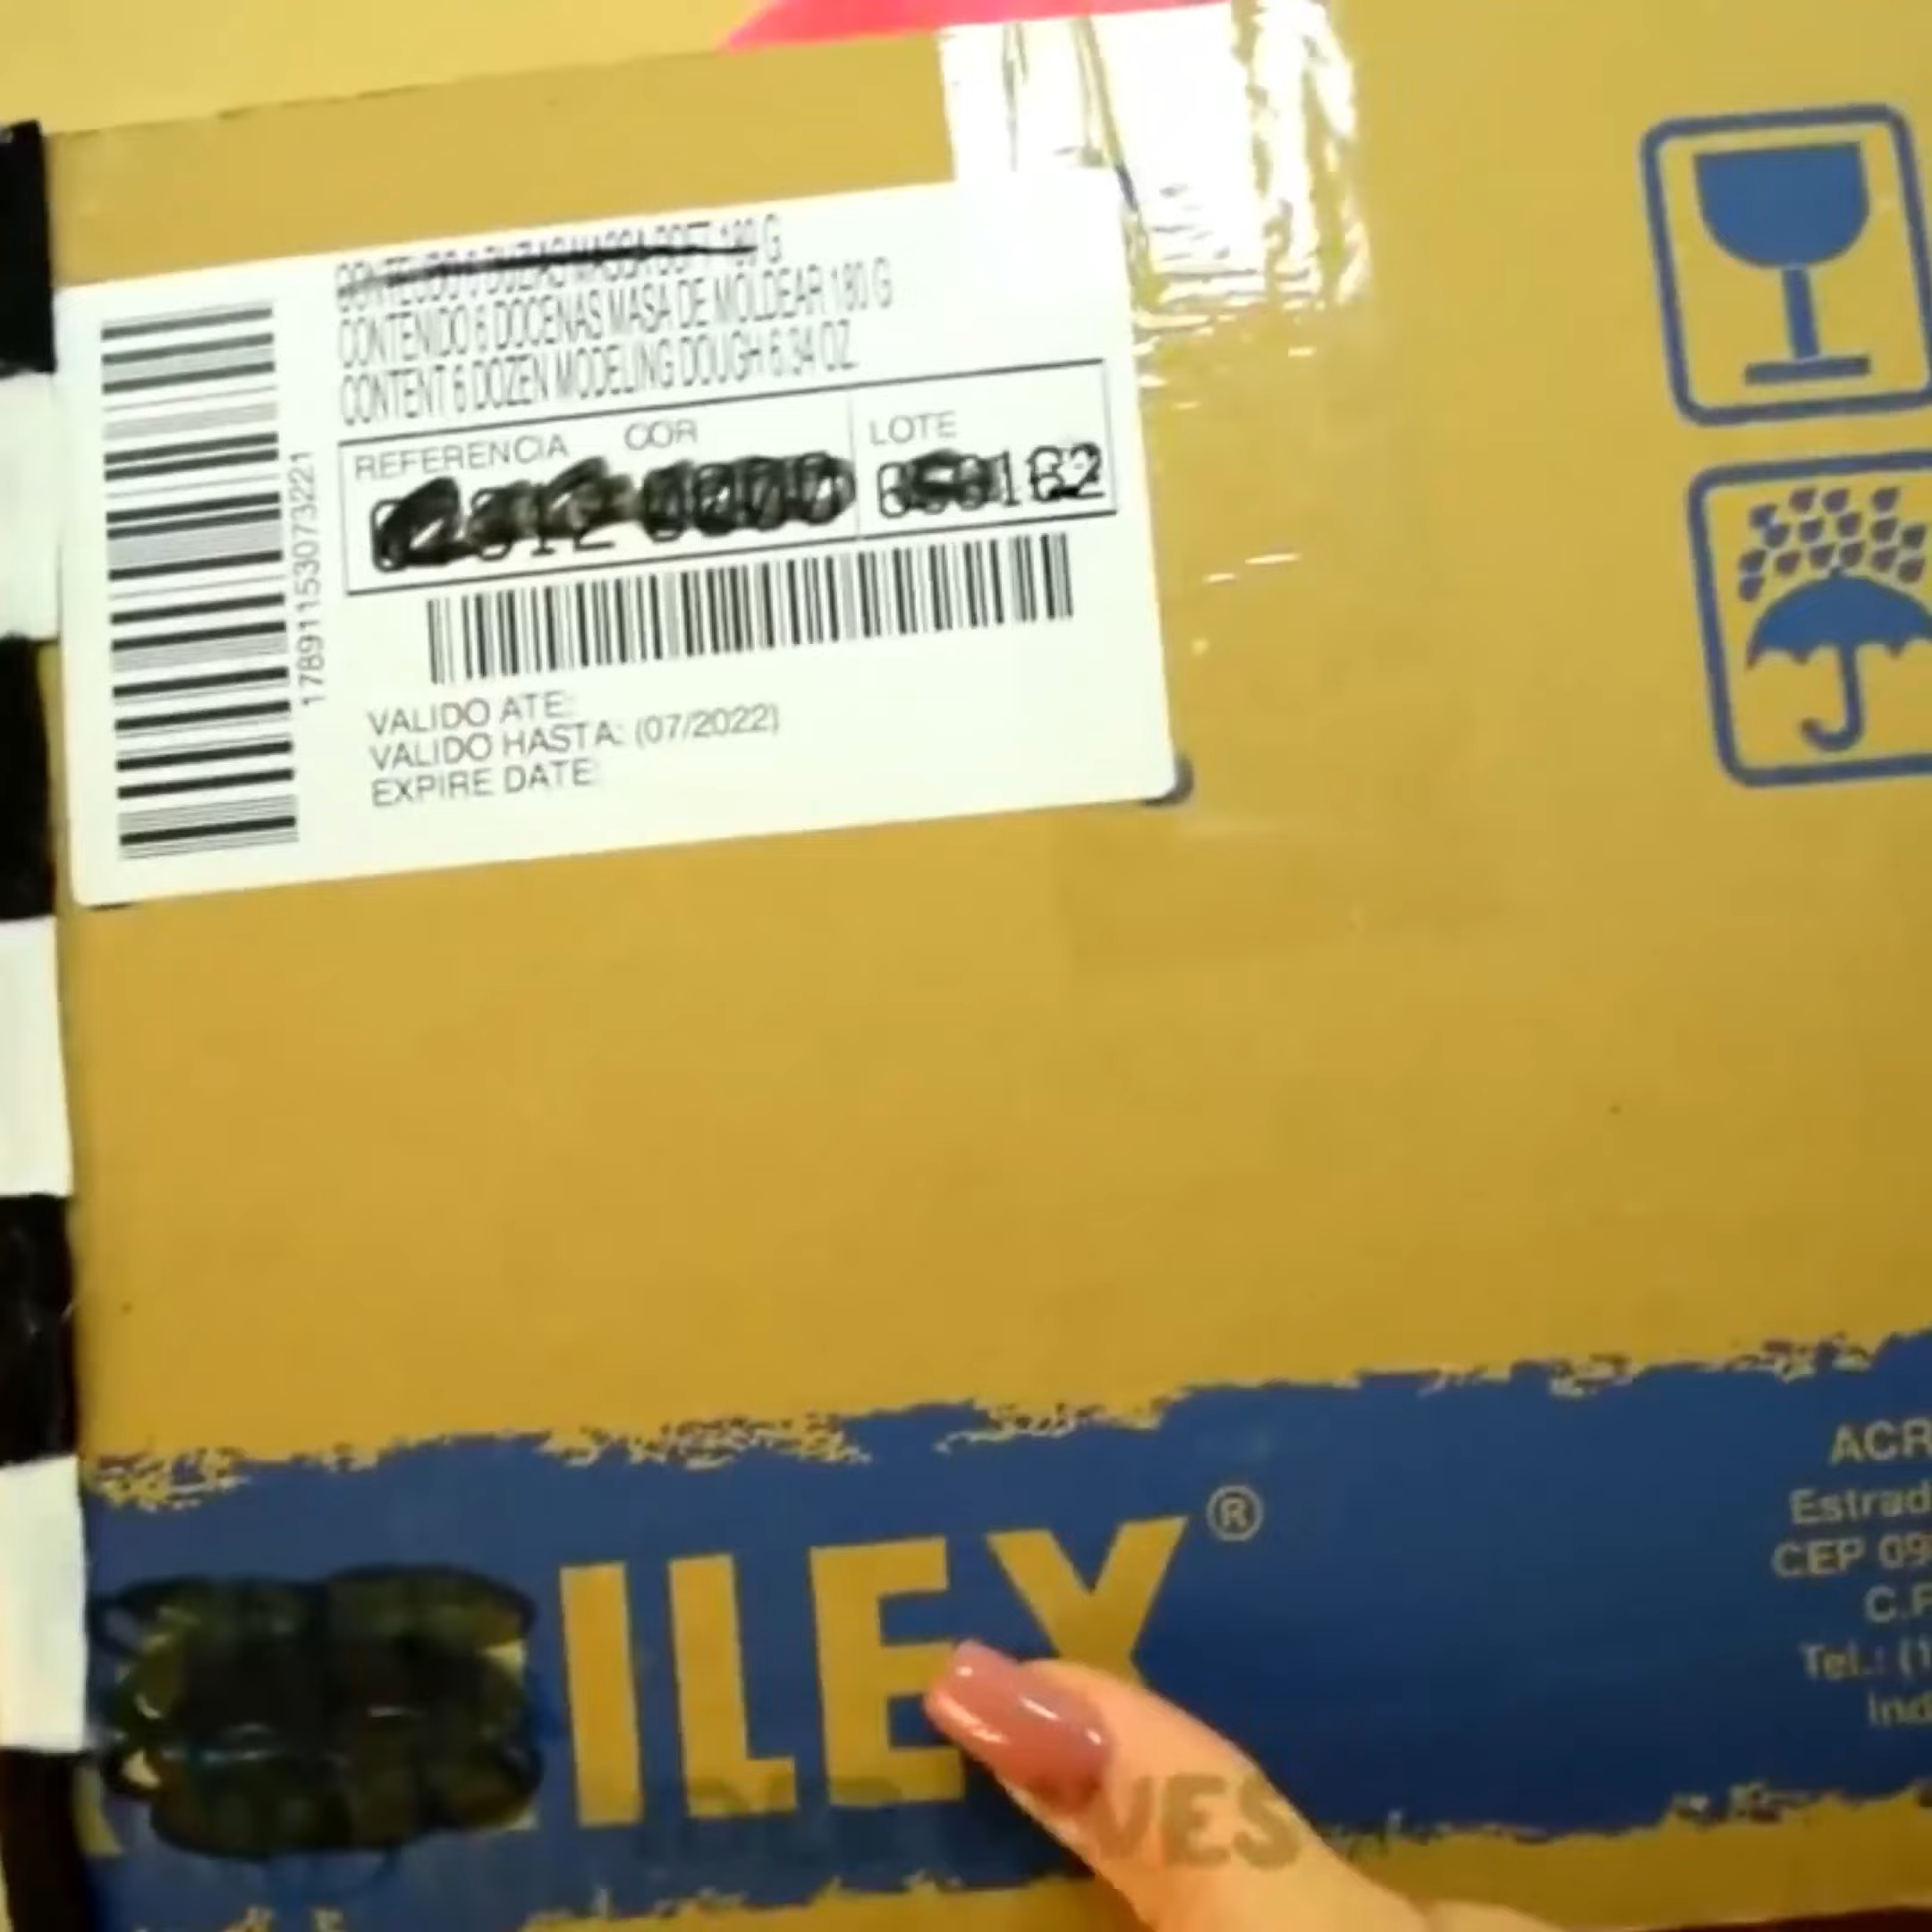 CONTENIDO 6 DOCENAS MASA DE MOLDEAR 180 G
CONTENT 6 DOZEN MODELING DOUGH 6.34 OZ
REFERENCIA COR LOTE
17891153073221
VALIDO ATE:
VALIDO HASTA: (07/2022)
EXPIRE DATE:
ILEX®
ACR
Estrad
CEP 09
C.
Tel.: (1
Ind